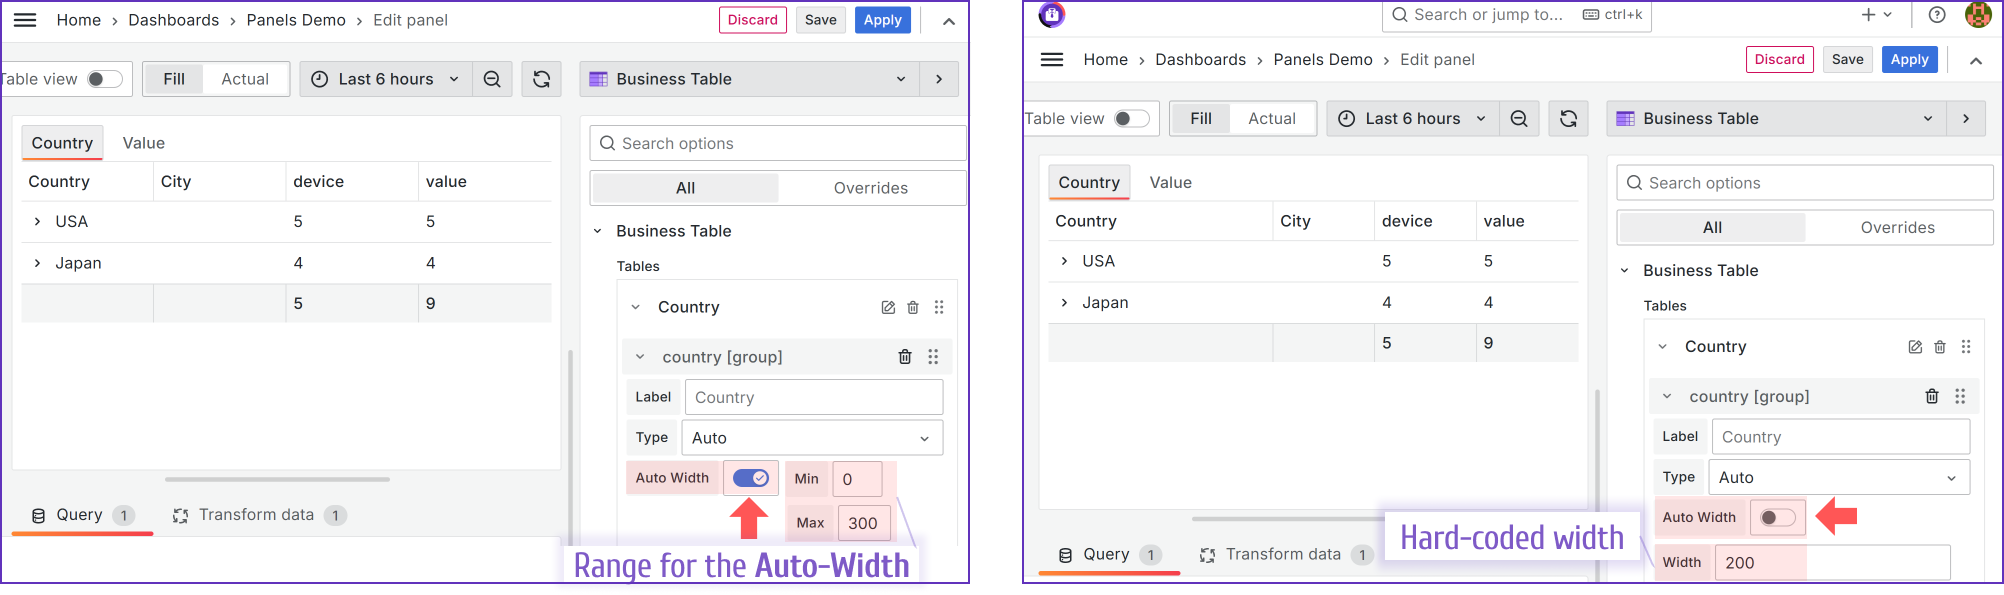 Home › Dashboards › Panels Demo › Edit panel
Discard Save Apply
Table view Fill Actual Last 6 hours
Business Table
Country Value
Country City device value
USA 5 5
Japan 4 4
5 9
Query 1 Transform data 1
Search options
All Overrides
Business Table
Tables
Country
country [group]
Label Country
Type Auto
Auto Width Min 0
Max 300
Range for the Auto-Width
Search or jump to... ctrl+k
Home › Dashboards › Panels Demo › Edit panel
Discard Save Apply
Table view Fill Actual Last 6 hours
Business Table
Country Value
Country City device value
USA 5 5
Japan 4 4
5 9
Query 1 Transform data 1
Search options
All Overrides
Business Table
Tables
Country
country [group]
Label Country
Type Auto
Auto Width
Hard-coded width
Width 200